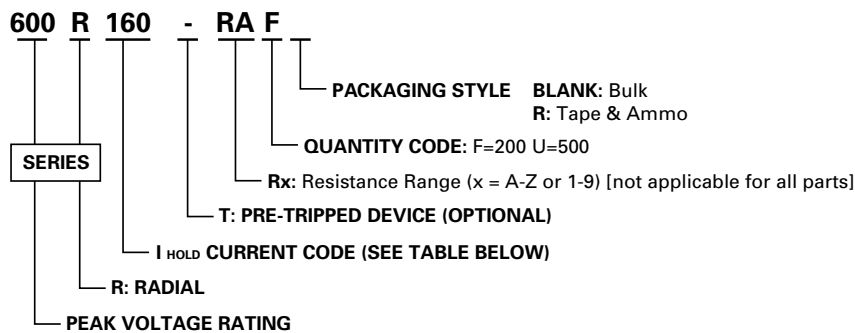 600 R 160 - RA F
PACKAGING STYLE BLANK: Bulk
R: Tape & Ammo
QUANTITY CODE: F=200 U=500
SERIES
Rx: Resistance Range (x = A-Z or 1-9) [not applicable for all parts]
T: PRE-TRIPPED DEVICE (OPTIONAL)
I HOLD CURRENT CODE (SEE TABLE BELOW)
R: RADIAL
PEAK VOLTAGE RATING